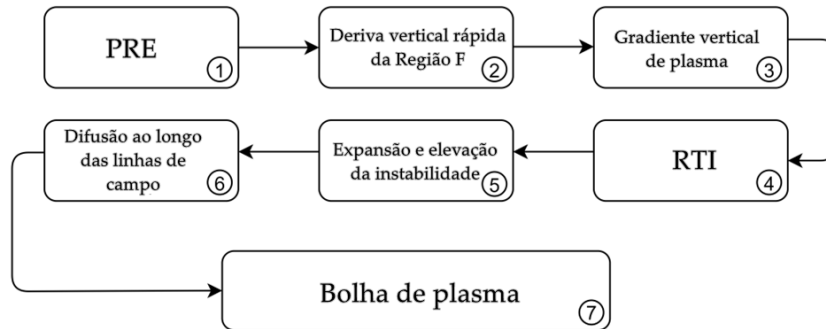 PRE
1
Deriva vertical rápida
da Região F
2
Gradiente vertical
de plasma
3
RTI
4
Expansão e elevação
da instabilidade
5
Difusão ao longo
das linhas de
campo
6
Bolha de plasma
7